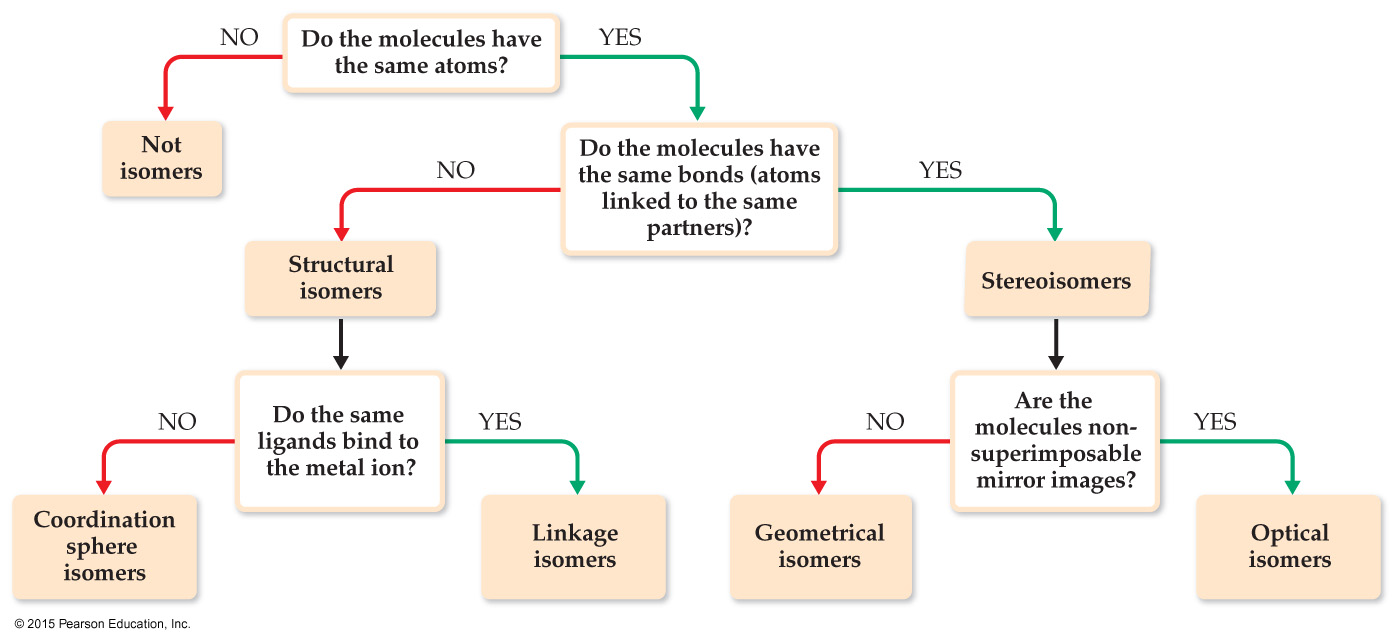 NO
Do the molecules have
the same atoms?
YES
Not
isomers
NO
Do the molecules have
the same bonds (atoms
linked to the same
partners)?
YES
Structural
isomers
Stereoisomers
NO
Do the same
ligands bind to
the metal ion?
YES
NO
Are the
molecules non-
superimposable
mirror images?
YES
Coordination
sphere
isomers
Linkage
isomers
Geometrical
isomers
Optical
isomers
© 2015 Pearson Education, Inc.